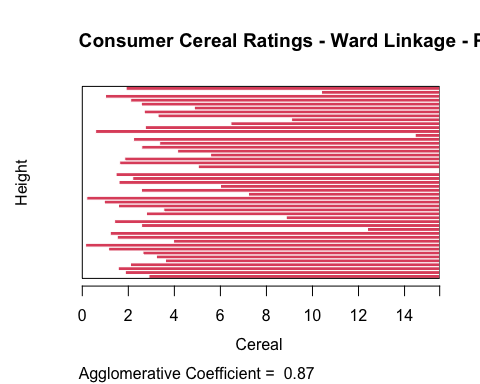 Consumer Cereal Ratings - Ward Linkage -
Height
0 2 4 6 8 10 12 14
Cereal
Agglomerative Coefficient = 0.87